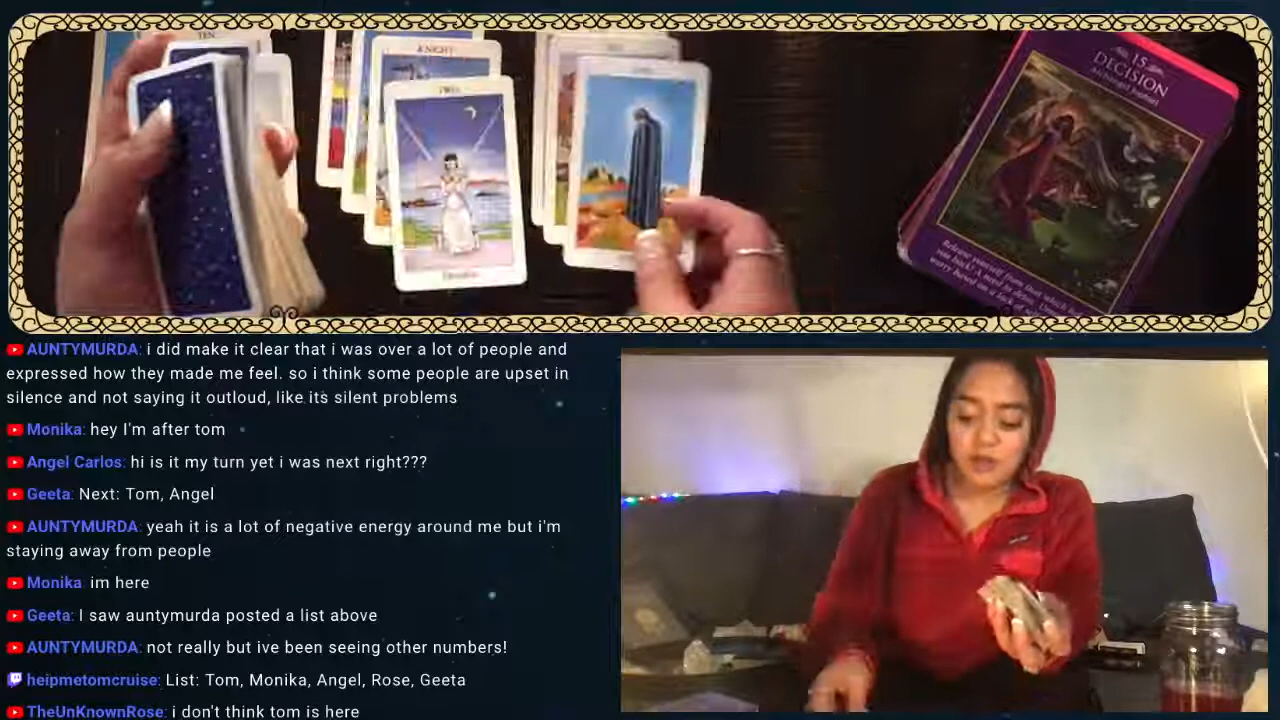 TEN
KNIGHT
15
DECISION
Release yourself from that which
AUNTYMURDA: i did make it clear that i was over a lot of people and
expressed how they made me feel. so i think some people are upset in
silence and not saying it outloud, like its silent problems
Monika: hey I'm after tom
Angel Carlos: hi is it my turn yet i was next right???
Geeta: Next: Tom, Angel
AUNTYMURDA: yeah it is a lot of negative energy around me but i'm
staying away from people
Monika im here
Geeta: I saw auntymurda posted a list above
AUNTYMURDA: not really but ive been seeing other numbers!
heipmetomcruise: List: Tom, Monika, Angel, Rose, Geeta
TheUnKnownRose: i don't think tom is here